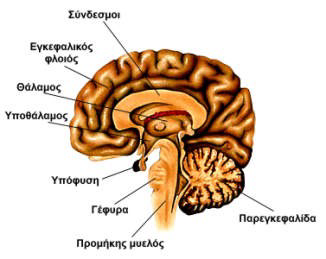 Σύνδεσμοι
Εγκεφαλικός
φλοιός
Θάλαμος
Υποθάλαμος
Υπόφυση
Γέφυρα
Παρεγκεφαλίδα
Προμήκης μυελός